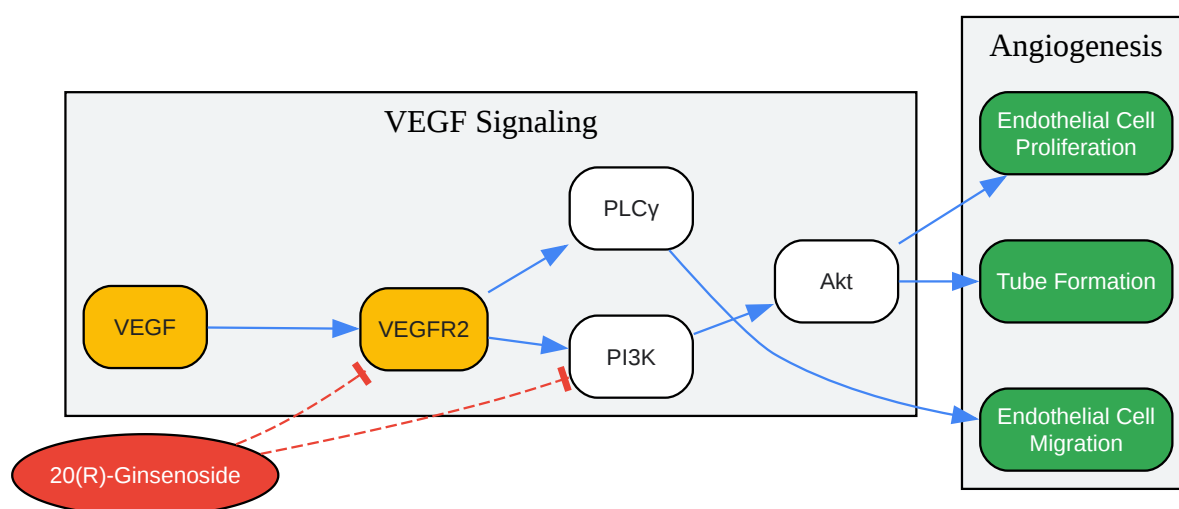 Angiogenesis
VEGF Signaling
Endothelial Cell
Proliferation
PLCγ
Akt
Tube Formation
VEGF
VEGFR2
PI3K
Endothelial Cell
Migration
20(R)-Ginsenoside